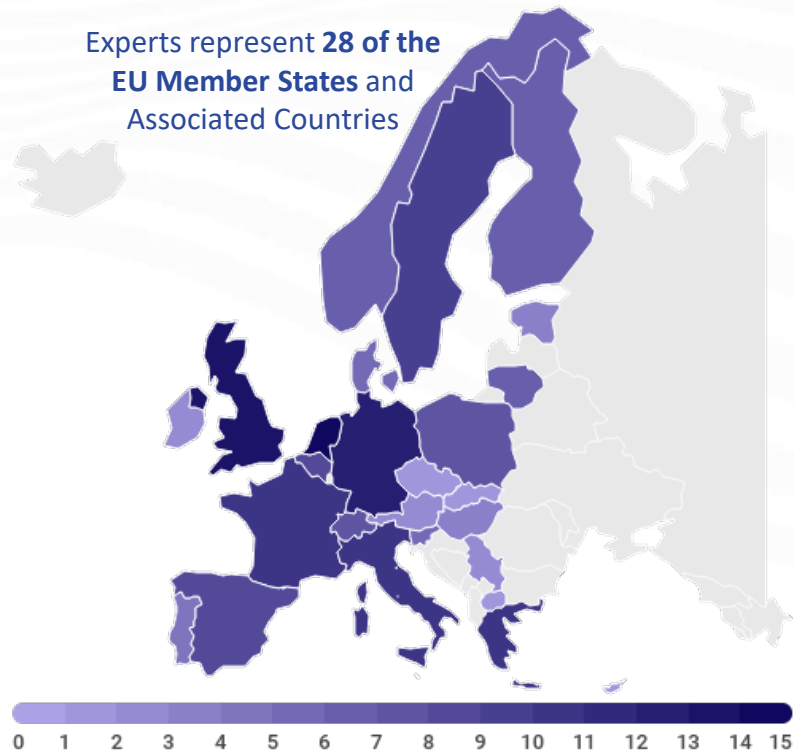 Experts represent 28 of the
EU Member States and
Associated Countries
0 1 2 3 4 5 6 7 8 9 10 11 12 13 14 15